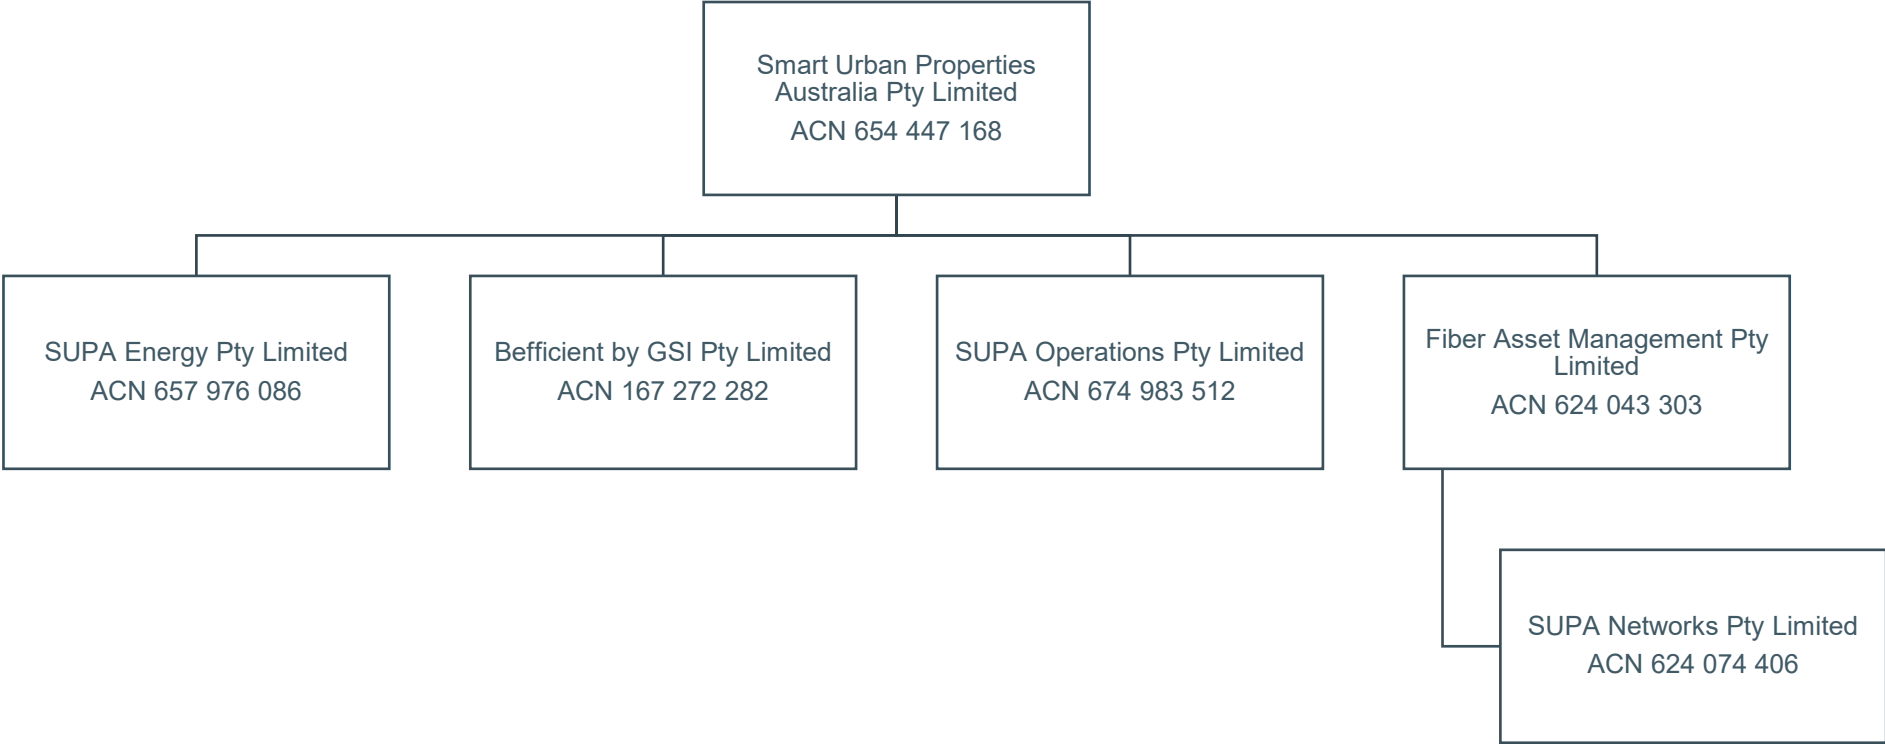 Smart Urban Properties
Australia Pty Limited
ACN 654 447 168
SUPA Energy Pty Limited
ACN 657 976 086
Befficient by GSI Pty Limited
ACN 167 272 282
SUPA Operations Pty Limited
ACN 674 983 512
Fiber Asset Management Pty
Limited
ACN 624 043 303
SUPA Networks Pty Limited
ACN 624 074 406